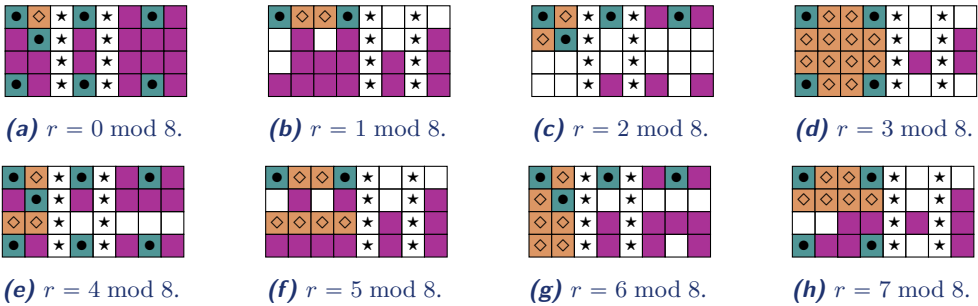 (a) r = 0 mod 8.
(b) r = 1 mod 8.
(c) r = 2 mod 8.
(d) r = 3 mod 8.
(e) r = 4 mod 8.
(f) r = 5 mod 8.
(g) r = 6 mod 8.
(h) r = 7 mod 8.